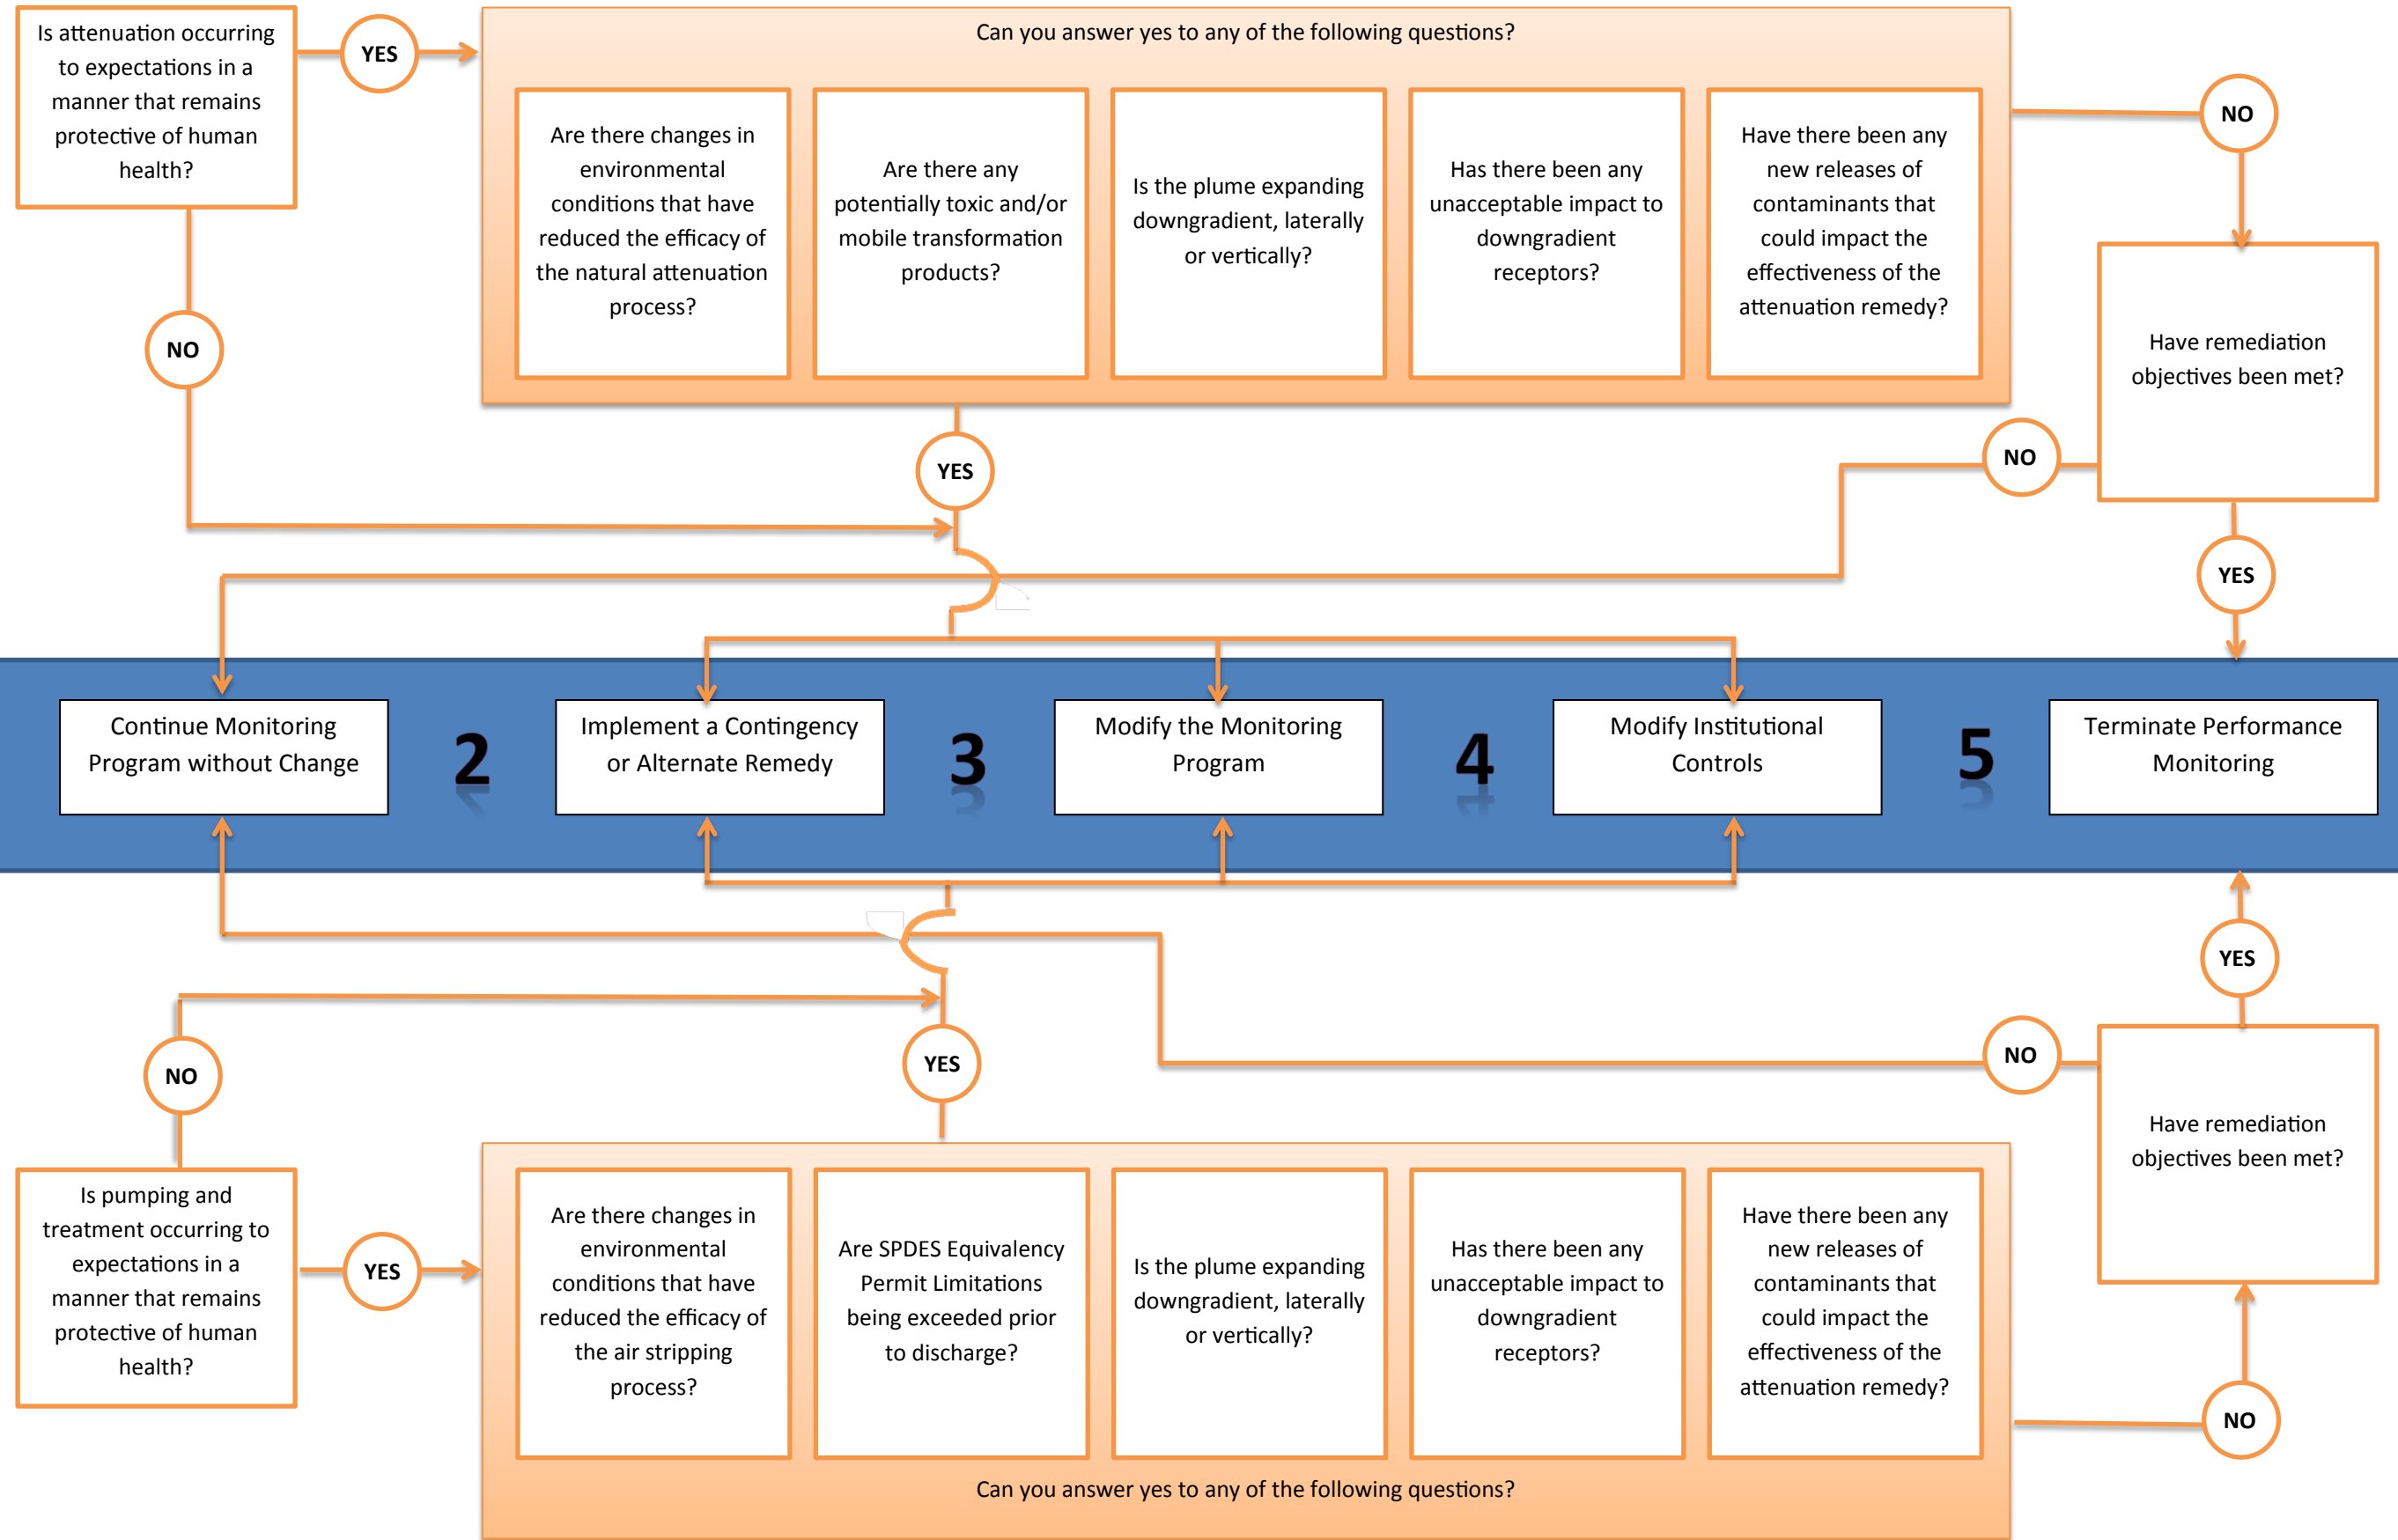 Is attenuation occurring
to expectations in a
manner that remains
protective of human
health?
YES
Can you answer yes to any of the following questions?
Are there changes in
environmental
conditions that have
reduced the efficacy of
the natural attenuation
process?
Are there any
potentially toxic and/or
mobile transformation
products?
Is the plume expanding
downgradient, laterally
or vertically?
Has there been any
unacceptable impact to
downgradient
receptors?
Have there been any
new releases of
contaminants that
could impact the
effectiveness of the
attenuation remedy?
NO
NO
Have remediation
objectives been met?
YES
NO
YES
Continue Monitoring
Program without Change
2
Implement a Contingency
or Alternate Remedy
3
Modify the Monitoring
Program
4
Modify Institutional
Controls
5
Terminate Performance
Monitoring
YES
NO
YES
NO
Have remediation
objectives been met?
Is pumping and
treatment occurring to
expectations in a
manner that remains
protective of human
health?
YES
Are there changes in
environmental
conditions that have
reduced the efficacy of
the air stripping
process?
Are SPDES Equivalency
Permit Limitations
being exceeded prior
to discharge?
Is the plume expanding
downgradient, laterally
or vertically?
Has there been any
unacceptable impact to
downgradient
receptors?
Have there been any
new releases of
contaminants that
could impact the
effectiveness of the
attenuation remedy?
NO
Can you answer yes to any of the following questions?